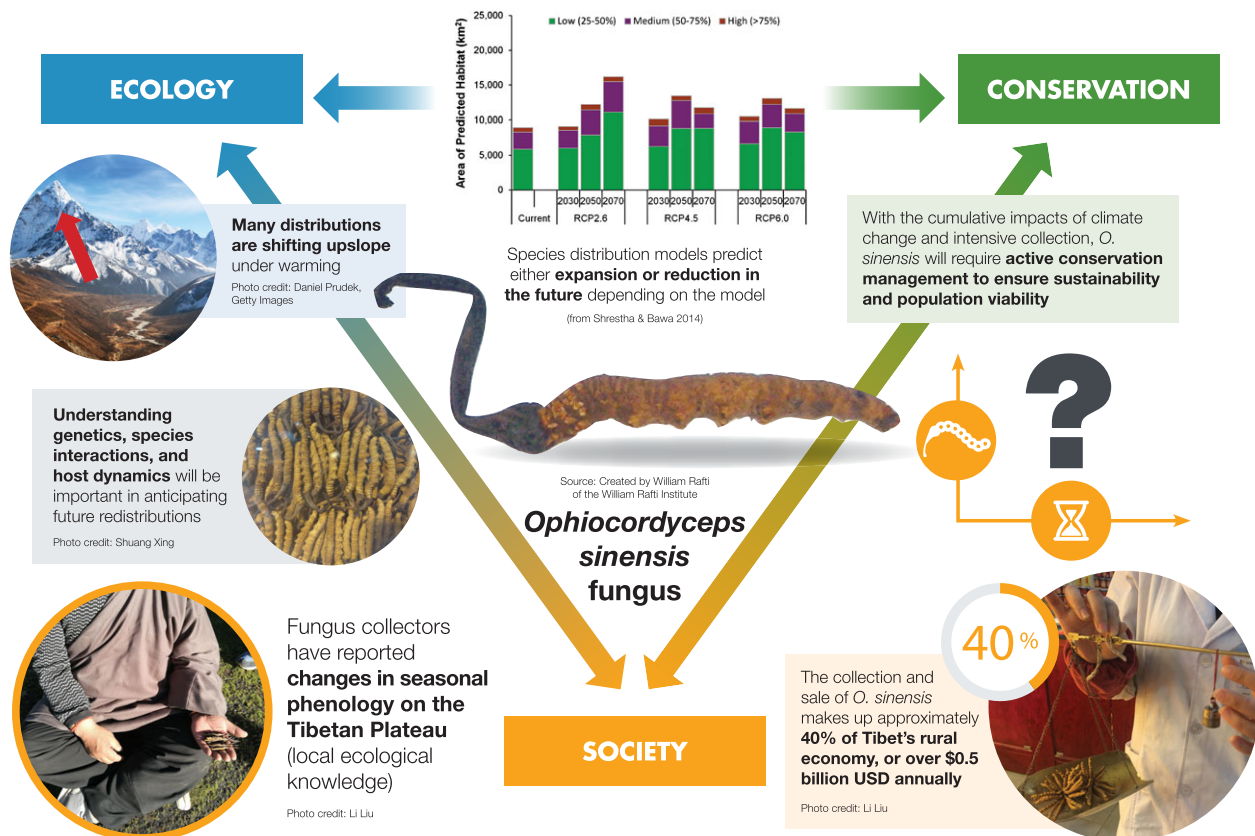 25,000
20,000
15,000
10,000
5,000
0
Area of Predicted Habitat (km²)
Low (25-50%) Medium (50-75%) High (>75%)
2030 2050 2070 2030 2050 2070 2030 2050 2070
Current RCP2.6 RCP4.5 RCP6.0
ECOLOGY
CONSERVATION
Many distributions
are shifting upslope
under warming
Photo credit: Daniel Prudek,
Getty Images
Species distribution models predict
either expansion or reduction in
the future depending on the model
(from Shrestha & Bawa 2014)
With the cumulative impacts of climate
change and intensive collection, O.
sinensis will require active conservation
management to ensure sustainability
and population viability
Understanding
genetics, species
interactions, and
host dynamics will be
important in anticipating
future redistributions
Photo credit: Shuang Xing
?
Source: Created by William Rafti
of the William Rafti Institute
Ophiocordyceps
sinensis
fungus
Fungus collectors
have reported
changes in seasonal
phenology on the
Tibetan Plateau
(local ecological
knowledge)
Photo credit: Li Liu
SOCIETY
40 %
The collection and
sale of O. sinensis
makes up approximately
40% of Tibet's rural
economy, or over $0.5
billion USD annually
Photo credit: Li Liu